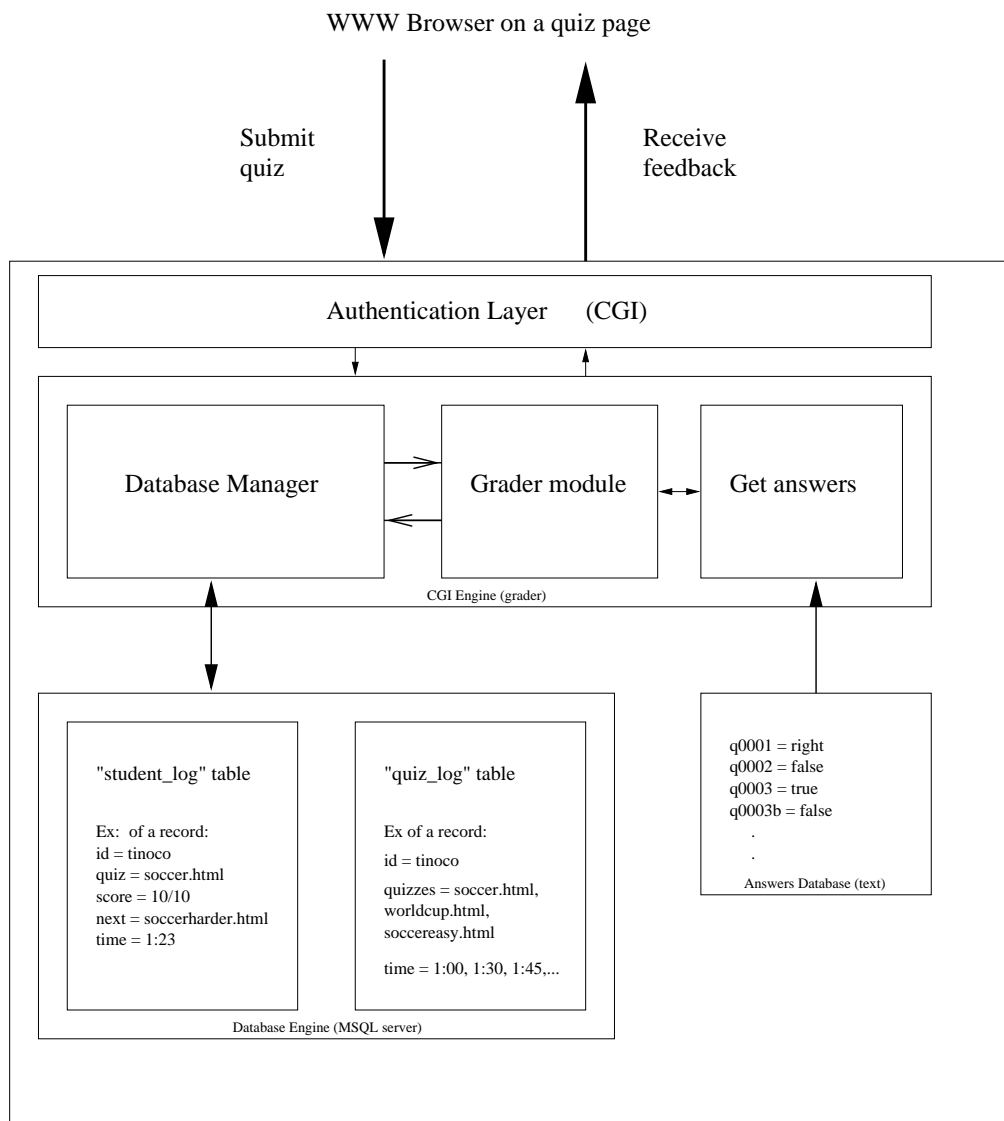 WWW Browser on a quiz page
Submit
quiz
Receive
feedback
Authentication Layer (CGI)
Database Manager
Grader module
Get answers
CGI Engine (grader)
"student_log" table
Ex: of a record:
id = tinoco
quiz = soccer.html
score = 10/10
next = soccerharder.html
time = 1:23
"quiz_log" table
Ex of a record:
id = tinoco
quizzes = soccer.html,
worldcup.html,
soccereasy.html
time = 1:00, 1:30, 1:45,...
Database Engine (MSQL server)
q0001 = right
q0002 = false
q0003 = true
q0003b = false
.
.
Answers Database (text)